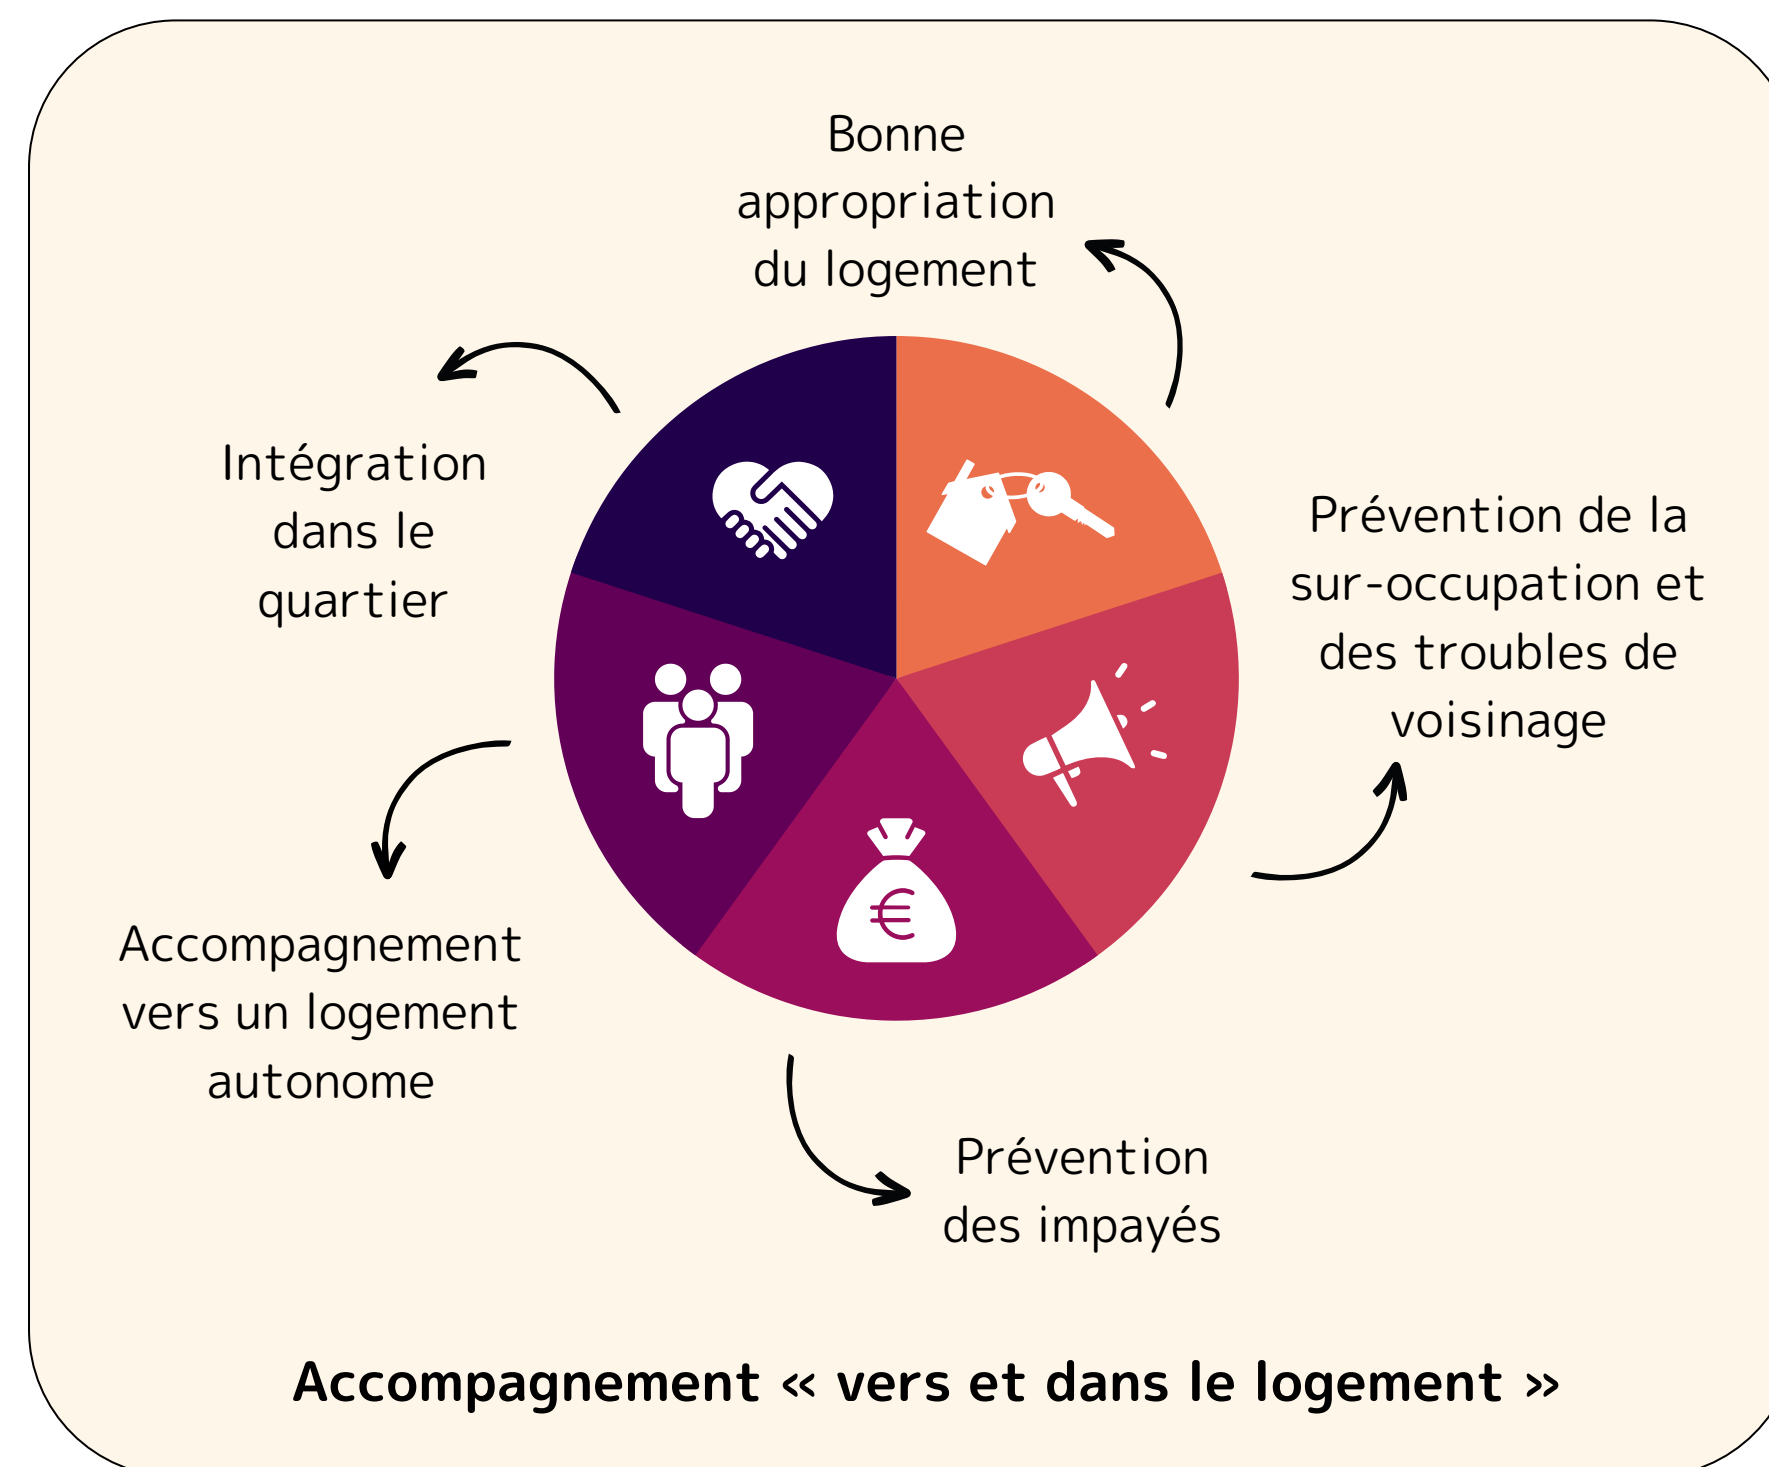 Bonne
appropriation
du logement
Intégration
dans le
quartier
Prévention de la
sur-occupation et
des troubles de
voisinage
Accompagnement
vers un logement
autonome
€
Prévention
des impayés
Accompagnement « vers et dans le logement »